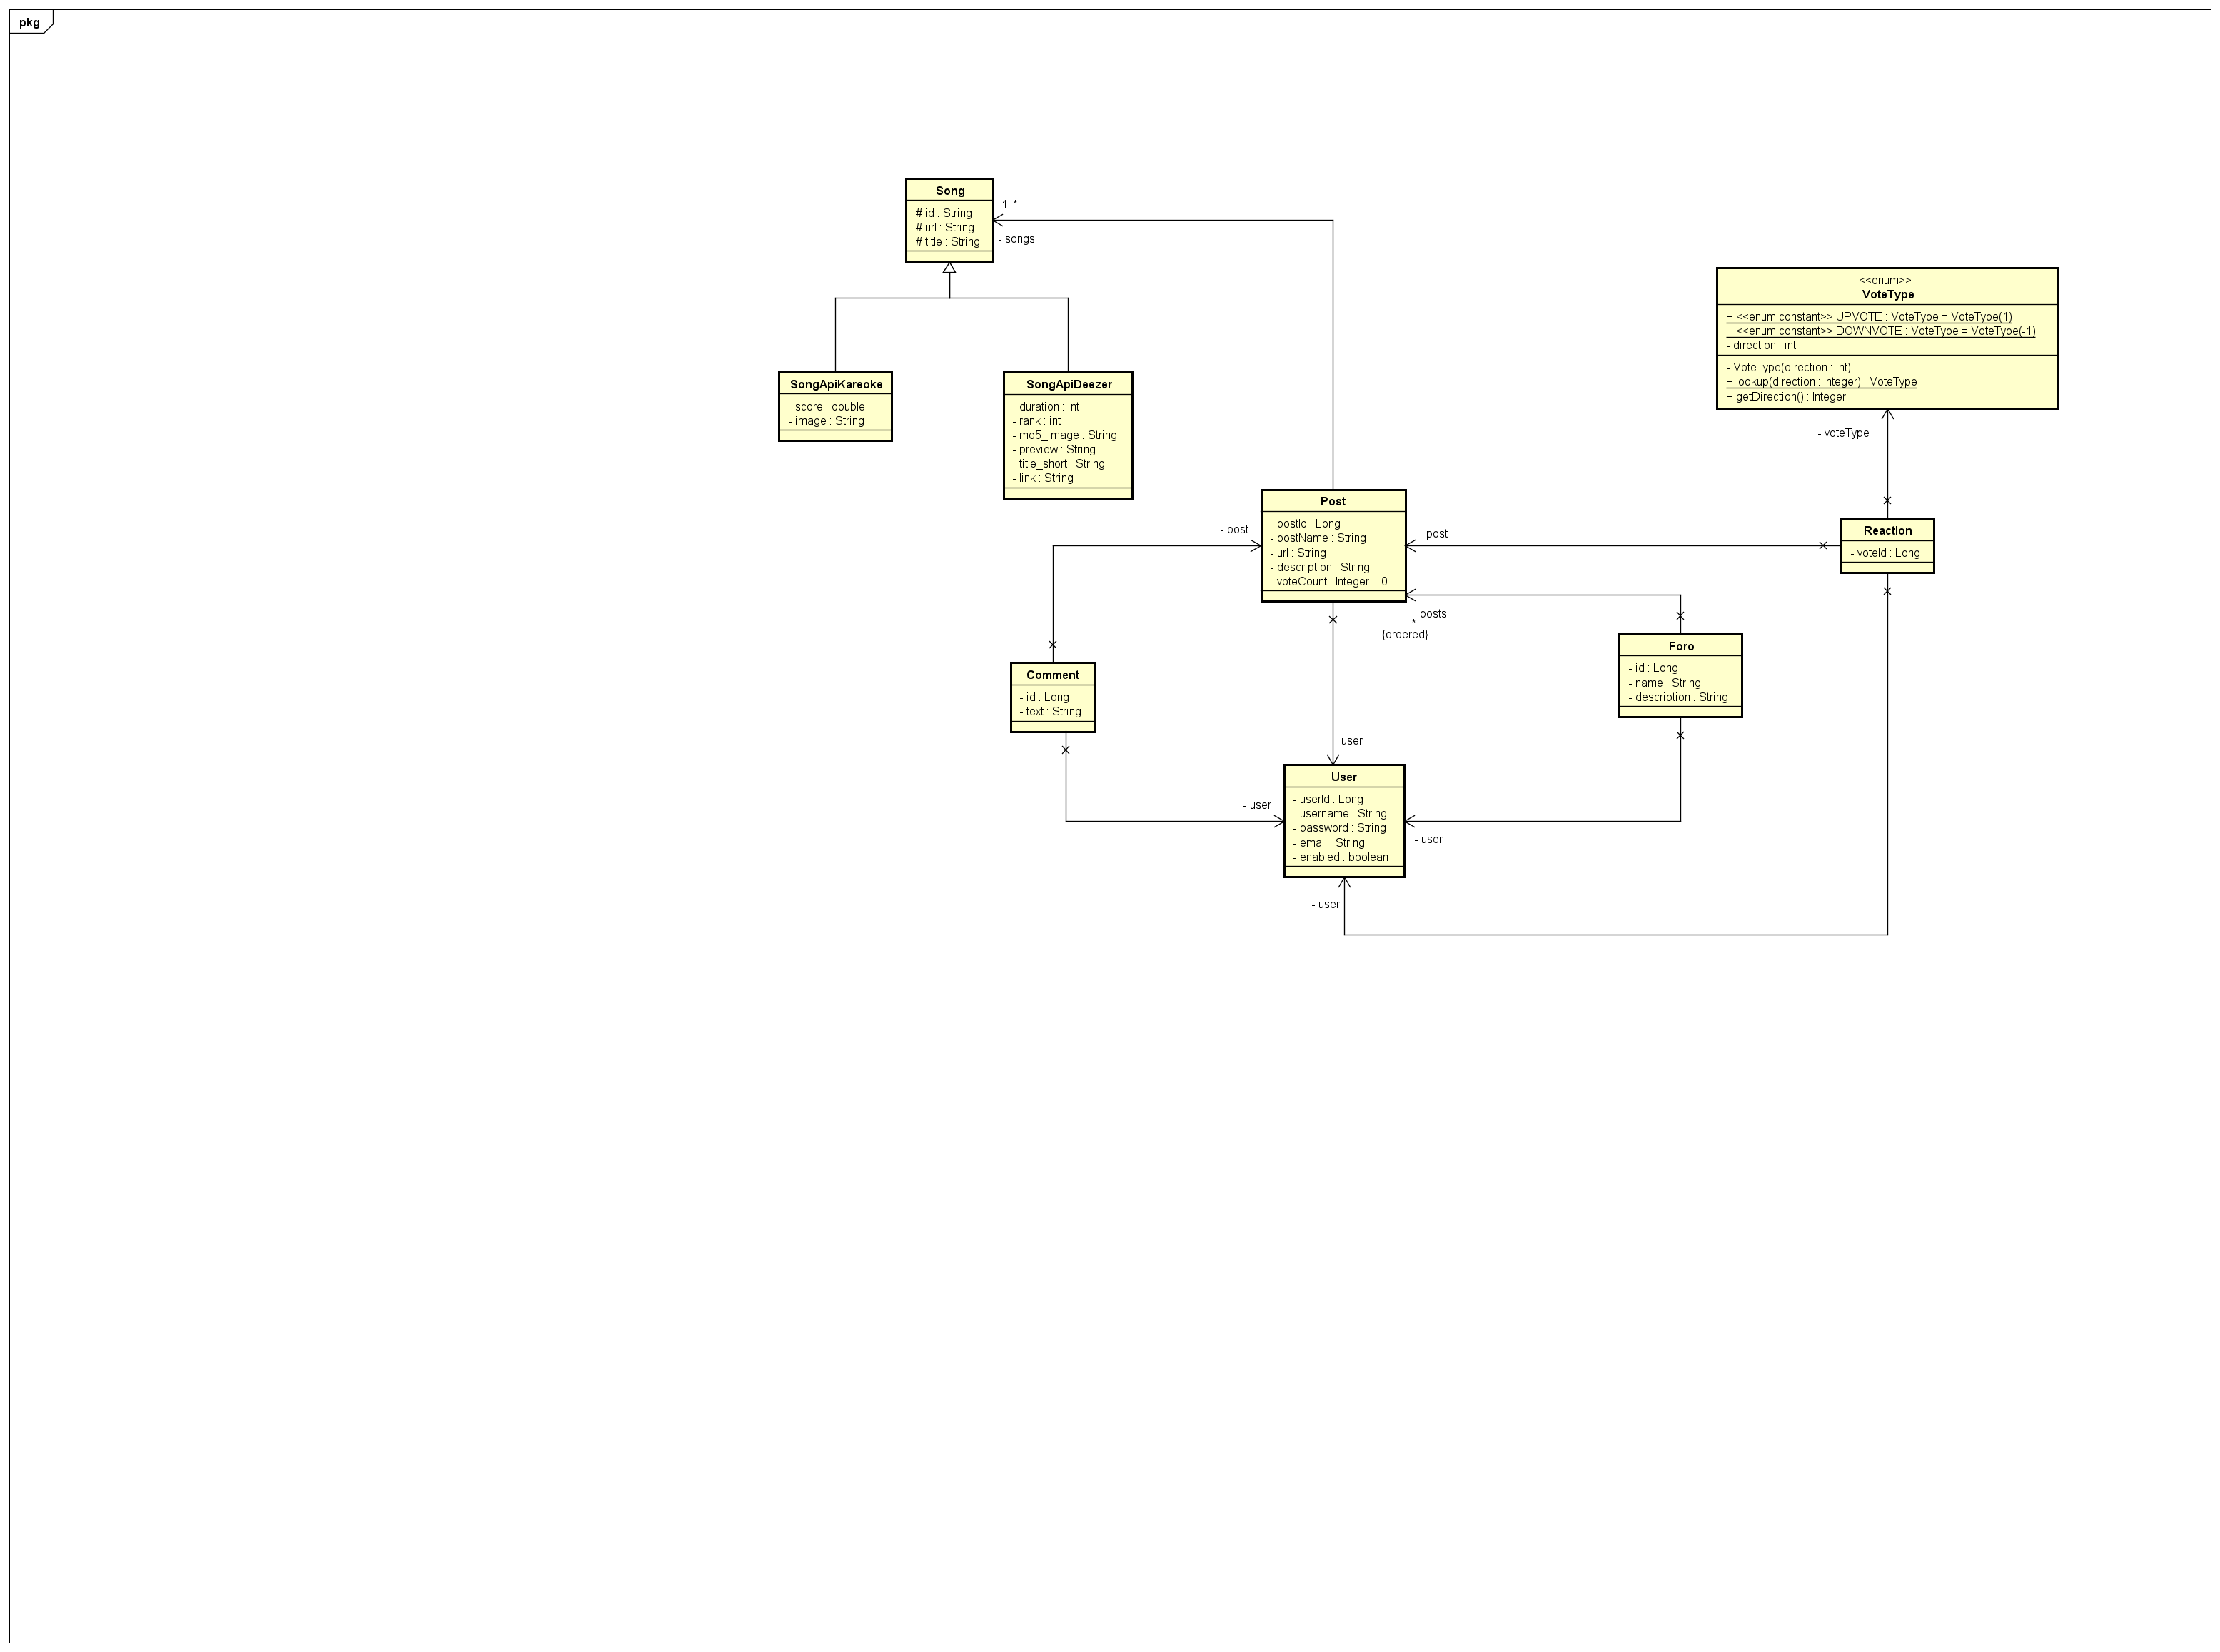 pkg
Song
# id : String
# url : String
# title : String
1..*
- songs
SongApiKareoke
- score : double
- image : String
SongApiDeezer
- duration : int
- rank : int
- md5_image : String
- preview : String
- title_short : String
- link : String
<<enum>>
VoteType
+ <<enum constant>> UPVOTE : VoteType = VoteType(1)
+ <<enum constant>> DOWNVOTE : VoteType = VoteType(-1)
- direction : int
- VoteType(direction : int)
+ lookup(direction : Integer) : VoteType
+ getDirection() : Integer
- voteType
Post
- postId : Long
- postName : String
- url : String
- description : String
- voteCount : Integer = 0
- post
- post
Reaction
- voteId : Long
- posts
*
{ordered}
Foro
- id : Long
- name : String
- description : String
Comment
- id : Long
- text : String
- user
User
- userId : Long
- username : String
- password : String
- email : String
- enabled : boolean
- user
- user
- user